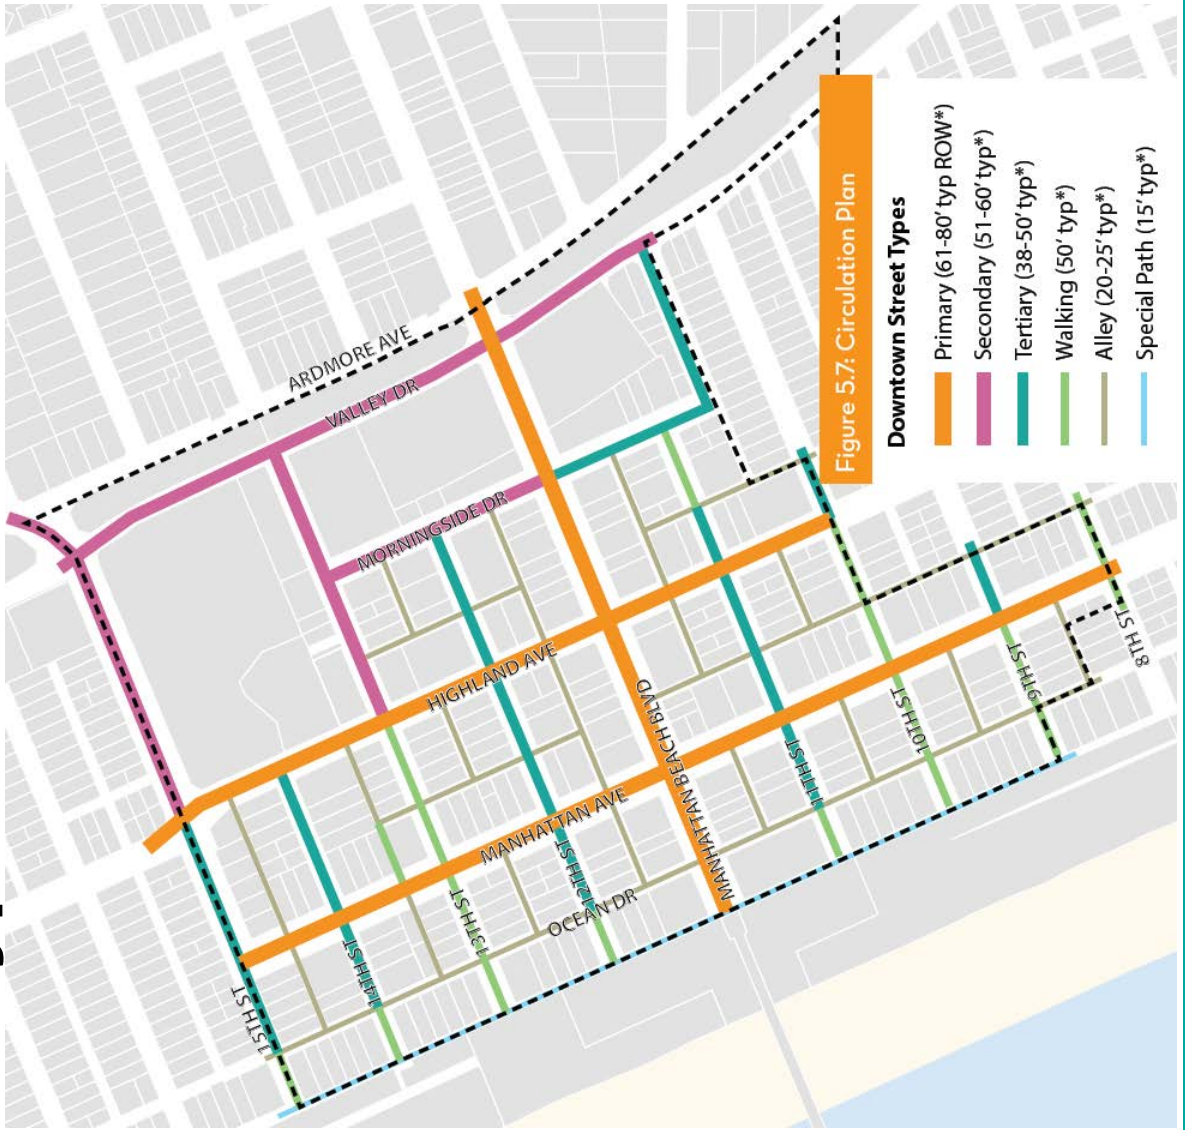 ARDMORE AVE
VALLEY DR
MORNINGSIDE DR
HIGHLAND AVE
MANHATTAN BEACH BLVD
MANHATTAN AVE
MANHATTAN BEACH BLVD
OCEAN DR
15TH ST
14TH ST
13TH ST
12TH ST
11TH ST
10TH ST
9TH ST
8TH ST
Figure 5.7: Circulation Plan
Downtown Street Types
Primary (61-80’ typ ROW*)
Secondary (51-60’ typ*)
Tertiary (38-50’ typ*)
Walking (50’ typ*)
Alley (20-25’ typ*)
Special Path (15’ typ*)